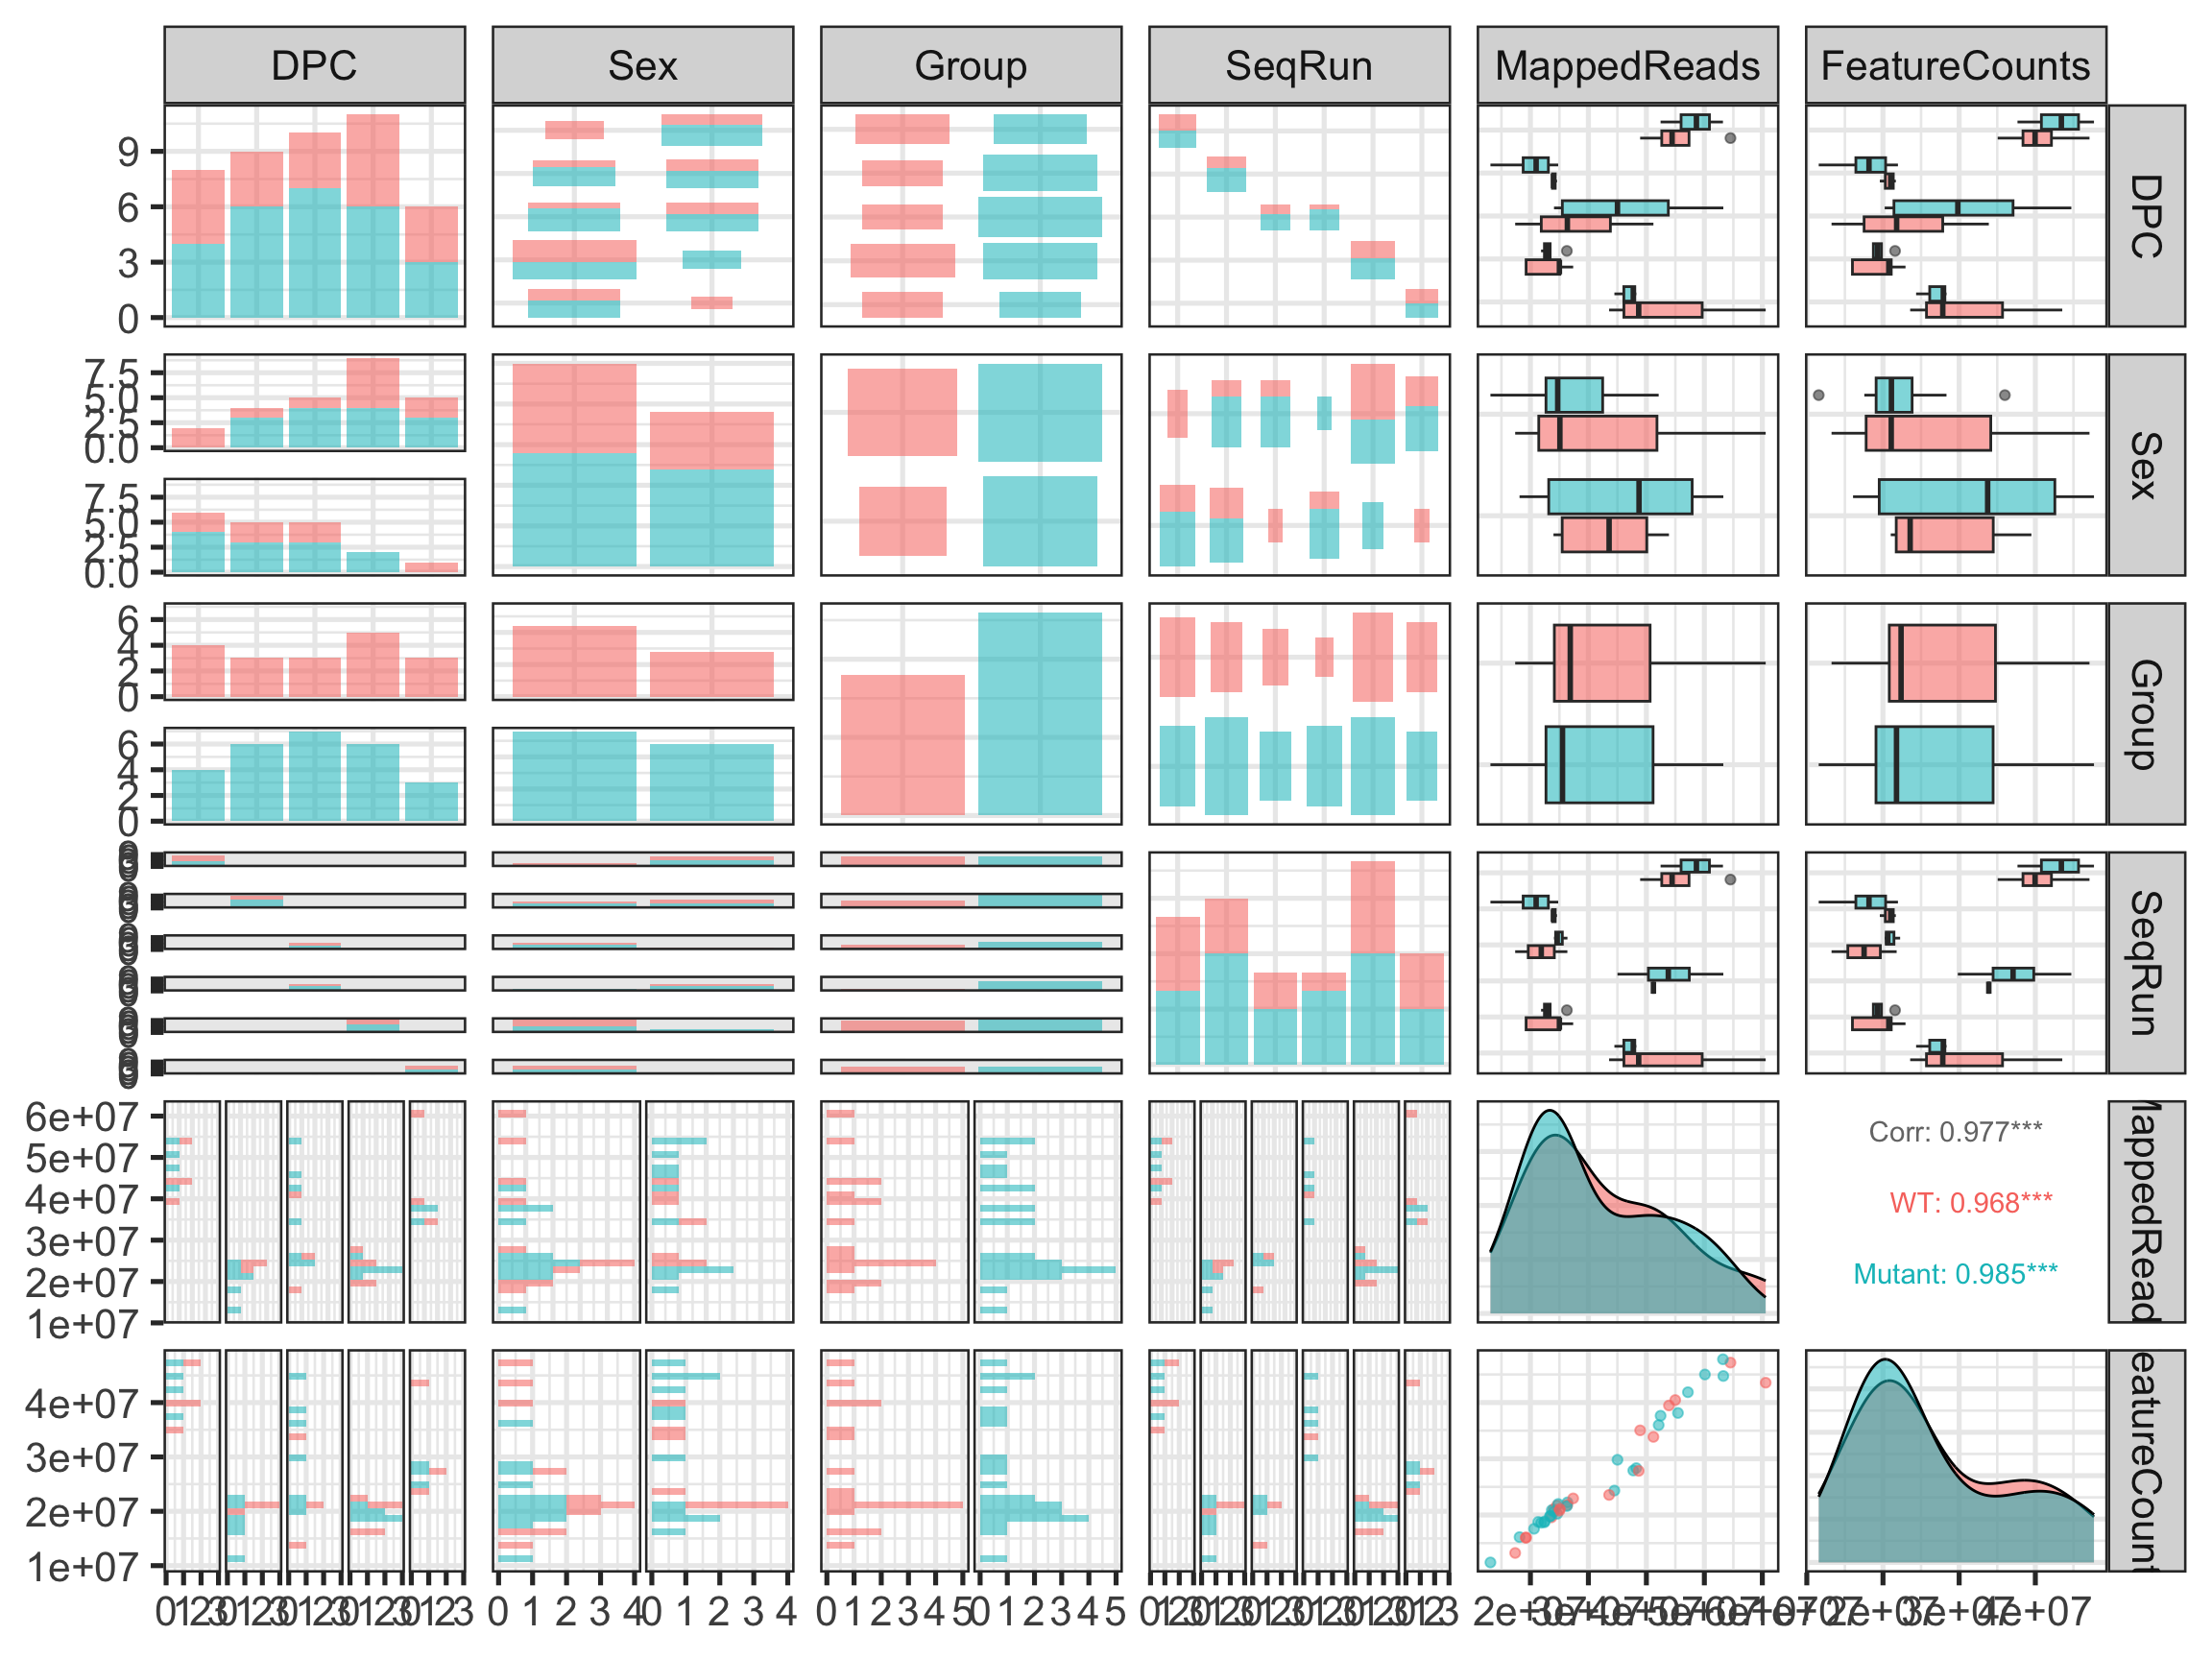 DPC Sex Group SeqRun MappedReads FeatureCounts
9
6
3
0
DPC
7.5
5.0
2.5
0.0
7.5
5.0
2.5
0.0
Sex
6
4
2
0
6
4
2
0
Group
SeqRun
6e+07
5e+07
4e+07
3e+07
2e+07
1e+07
Corr: 0.977***
WT: 0.968***
Mutant: 0.985***
MappedRead
4e+07
3e+07
2e+07
1e+07
eatureCount
0123 0123 0123 0123 0123 0 1 2 3 4 0 1 2 3 4 0 1 2 3 4 5 0 1 2 3 4 5 0123 0123 0123 0123 0123 0123 2e+07 3e+07 4e+07 5e+07 6e+07 1e+07 2e+07 3e+07 4e+07